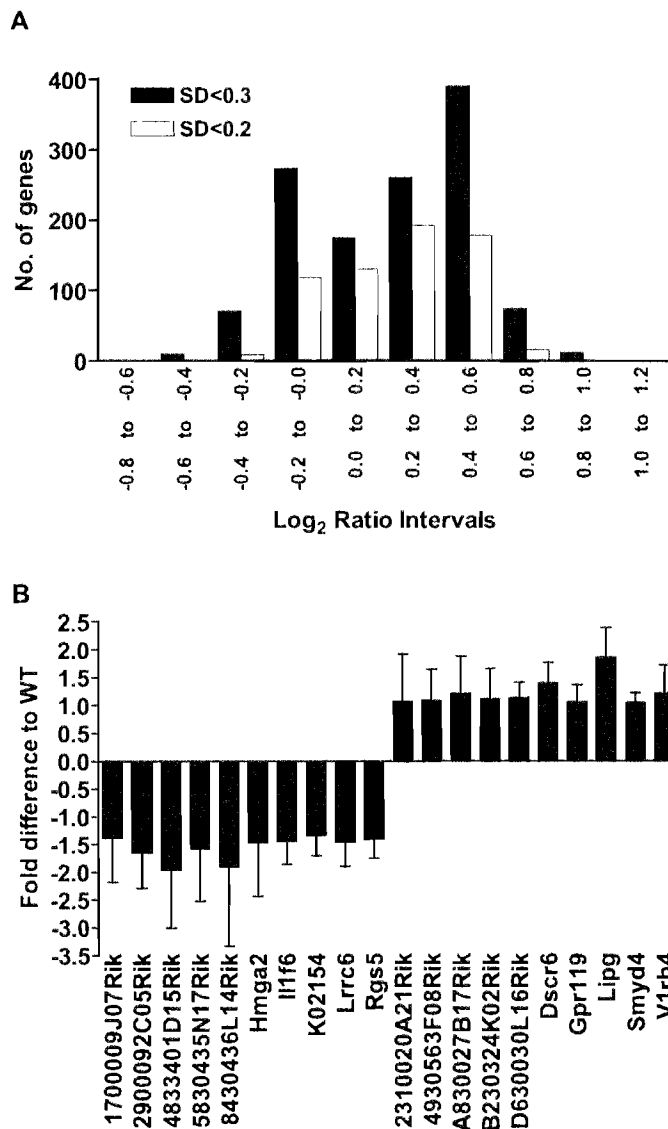 A
400
300
200
100
0
No. of genes
SD<0.3
SD<0.2
-0.8 to -0.6
-0.6 to -0.4
-0.4 to -0.2
-0.2 to -0.0
0.0 to 0.2
0.2 to 0.4
0.4 to 0.6
0.6 to 0.8
0.8 to 1.0
1.0 to 1.2
Log2 Ratio Intervals
B
2.5
2.0
1.5
1.0
0.5
0.0
-0.5
-1.0
-1.5
-2.0
-2.5
-3.0
-3.5
Fold difference to WT
1700009J07Rik
2900092C05Rik
4833401D15Rik
5830435N17Rik
8430436L14Rik
Hmga2
Il1f6
K02154
Lrrc6
Rgs5
2310020A21Rik
4930563F08Rik
A830027B17Rik
B230324K02Rik
D630030L16Rik
Dscr6
Gpr119
Lipg
Smyd4
V1rh4